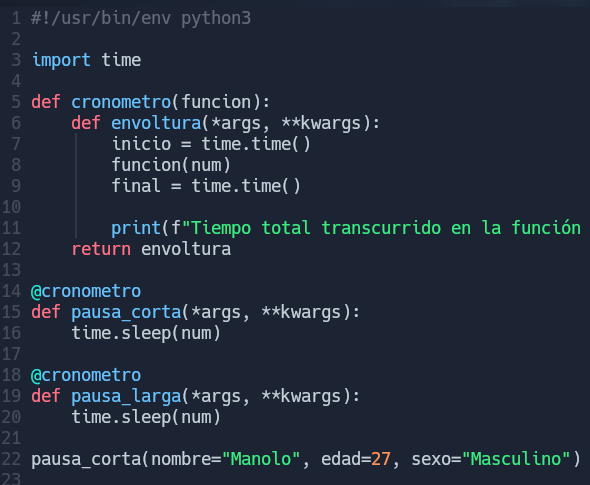 1 #!/usr/bin/env python3
2
3 import time
4
5 def cronometro(funcion):
6     def envoltura(*args, **kwargs):
7         inicio = time.time()
8         funcion(num)
9         final = time.time()
10
11         print(f"Tiempo total transcurrido en la función
12     return envoltura
13
14 @cronometro
15 def pausa_corta(*args, **kwargs):
16     time.sleep(num)
17
18 @cronometro
19 def pausa_larga(*args, **kwargs):
20     time.sleep(num)
21
22 pausa_corta(nombre="Manolo", edad=27, sexo="Masculino")
23